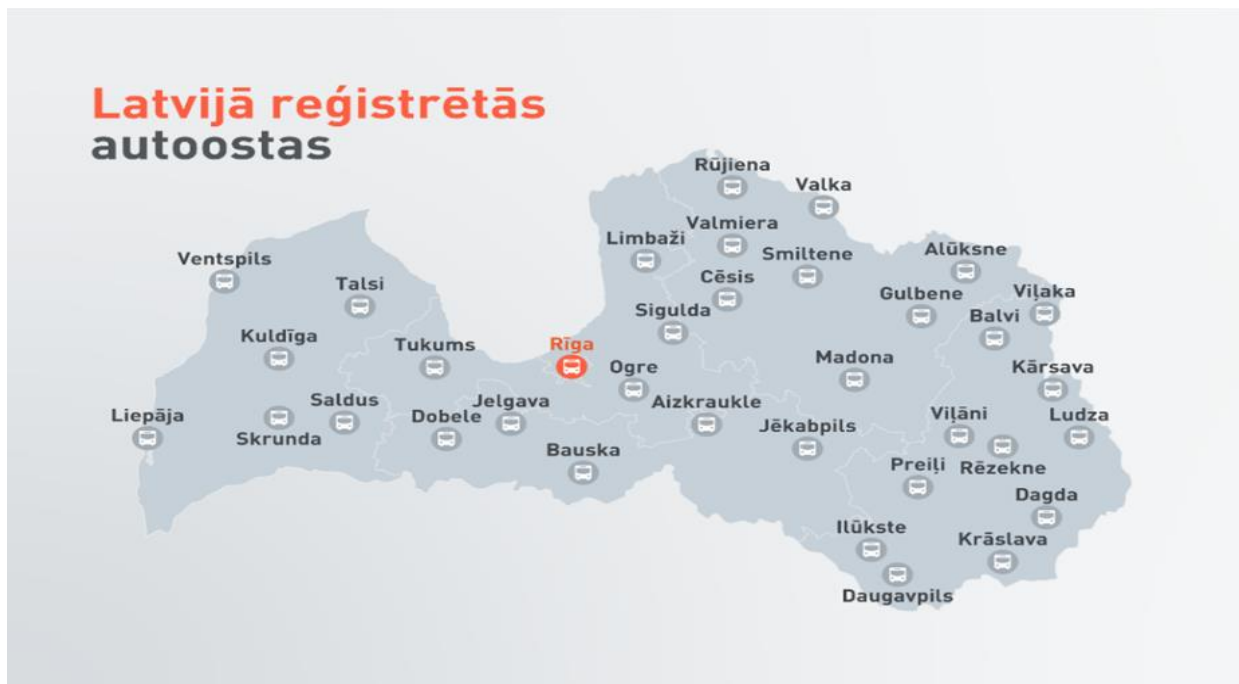 Latvijā reģistrētās
autoostas
Rūjiena
Valka
Valmiera
Limbaži
Smiltene
Alūksne
Ventspils
Cēsis
Talsi
Gulbene
Viļaka
Sigulda
Balvi
Kuldīga
Tukums
Rīga
Ogre
Madona
Kārsava
Saldus
Jelgava
Aizkraukle
Liepāja
Dobele
Viļāni
Ludza
Jēkabpils
Skrunda
Bauska
Preiļi
Rēzekne
Dagda
Ilūkste
Krāslava
Daugavpils